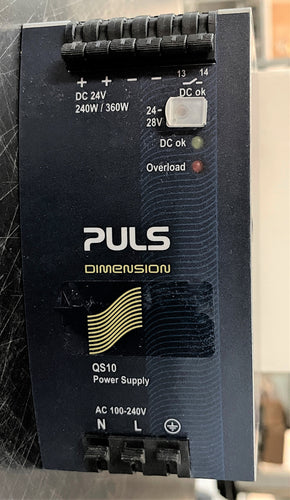 + + − − 13 14
DC 24V
240W / 360W
DC ok
24-
28V
DC ok
Overload
PULS
DIMENSION
QS10
Power Supply
AC 100-240V
N L